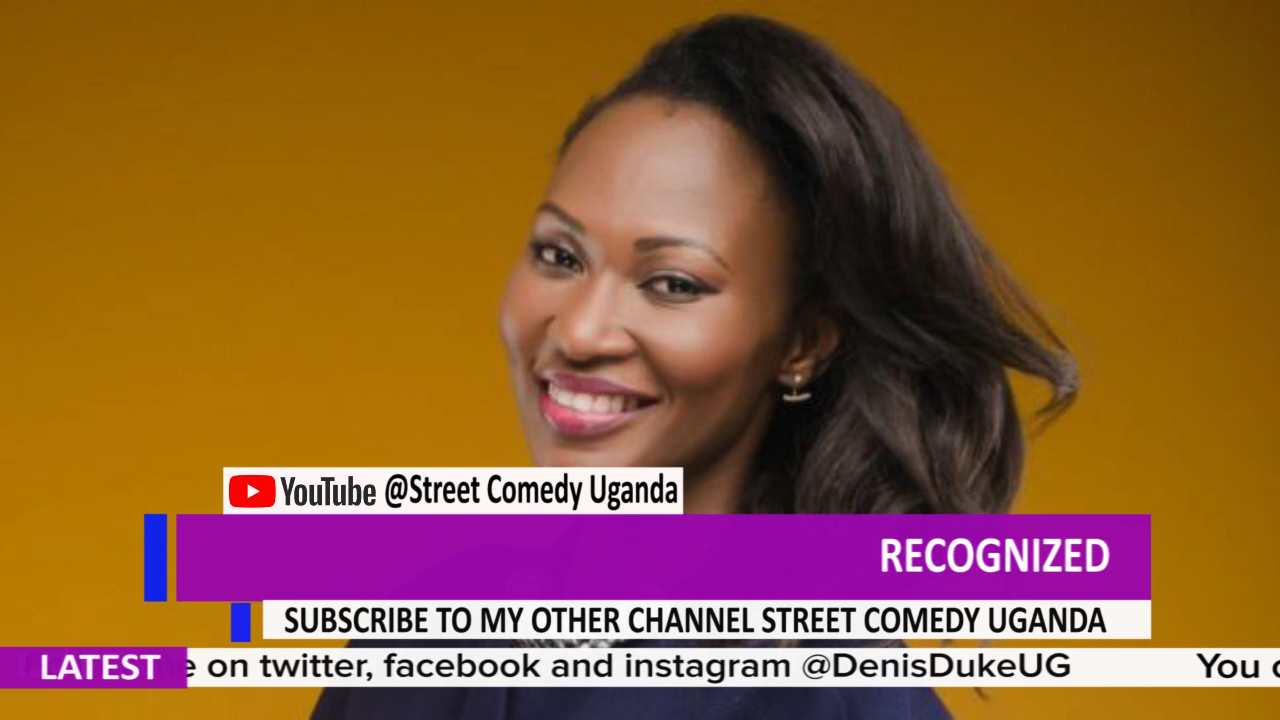 YouTube @Street Comedy Uganda
RECOGNIZED
SUBSCRIBE TO MY OTHER CHANNEL STREET COMEDY UGANDA
LATEST on twitter, facebook and instagram @DenisDukeUG You